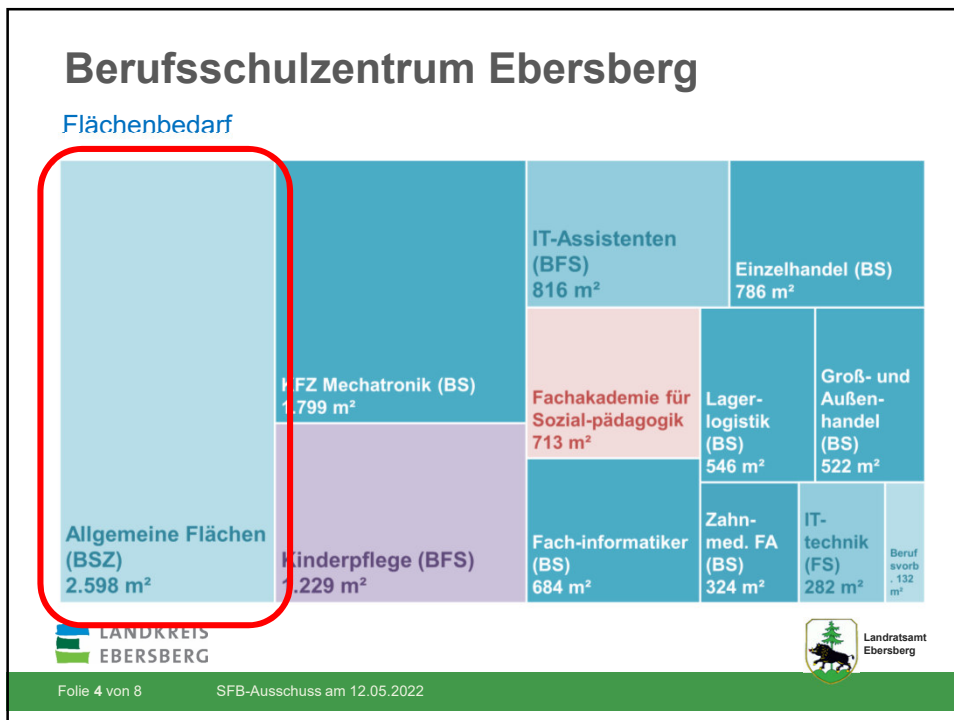 Berufsschulzentrum Ebersberg
Flächenbedarf
Allgemeine Flächen
(BSZ)
2.598 m²
KFZ Mechatronik (BS)
1.799 m²
Kinderpflege (BFS)
1.229 m²
IT-Assistenten
(BFS)
816 m²
Einzelhandel (BS)
786 m²
Fachakademie für
Sozial-pädagogik
713 m²
Lager-
logistik
(BS)
546 m²
Groß- und
Außen-
handel
(BS)
522 m²
Fach-informatiker
(BS)
684 m²
Zahn-
med. FA
(BS)
324 m²
IT-
technik
(FS)
282 m²
Beruf
svorb
. 132
m²
LANDKREIS
EBERSBERG
Landratsamt
Ebersberg
Folie 4 von 8
SFB-Ausschuss am 12.05.2022